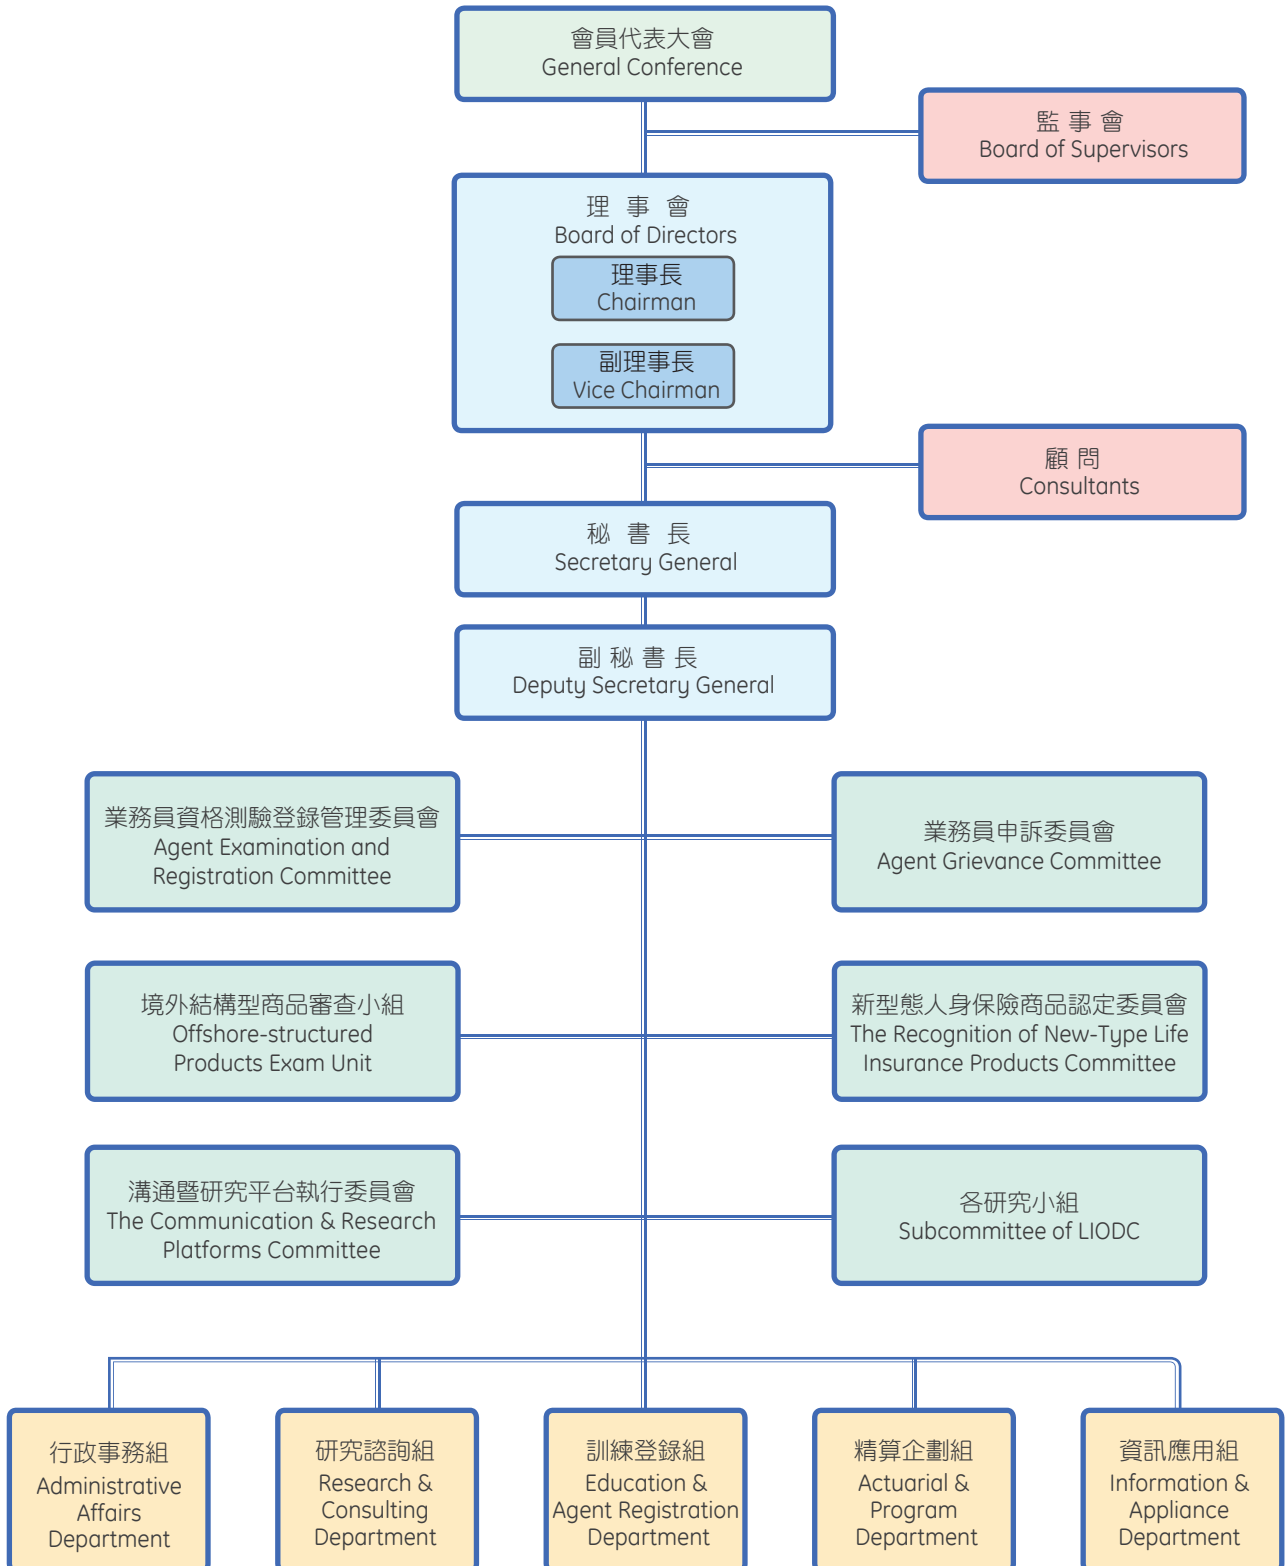 會員代表大會
General Conference
監事會
Board of Supervisors
理事會
Board of Directors
理事長
Chairman
副理事長
Vice Chairman
顧問
Consultants
秘書長
Secretary General
副秘書長
Deputy Secretary General
業務員資格測驗登錄管理委員會
Agent Examination and
Registration Committee
業務員申訴委員會
Agent Grievance Committee
境外結構型商品審查小組
Offshore-structured
Products Exam Unit
新型態人身保險商品認定委員會
The Recognition of New-Type Life
Insurance Products Committee
溝通暨研究平台執行委員會
The Communication & Research
Platforms Committee
各研究小組
Subcommittee of LIODC
行政事務組
Administrative
Affairs
Department
研究諮詢組
Research &
Consulting
Department
訓練登錄組
Education &
Agent Registration
Department
精算企劃組
Actuarial &
Program
Department
資訊應用組
Information &
Appliance
Department